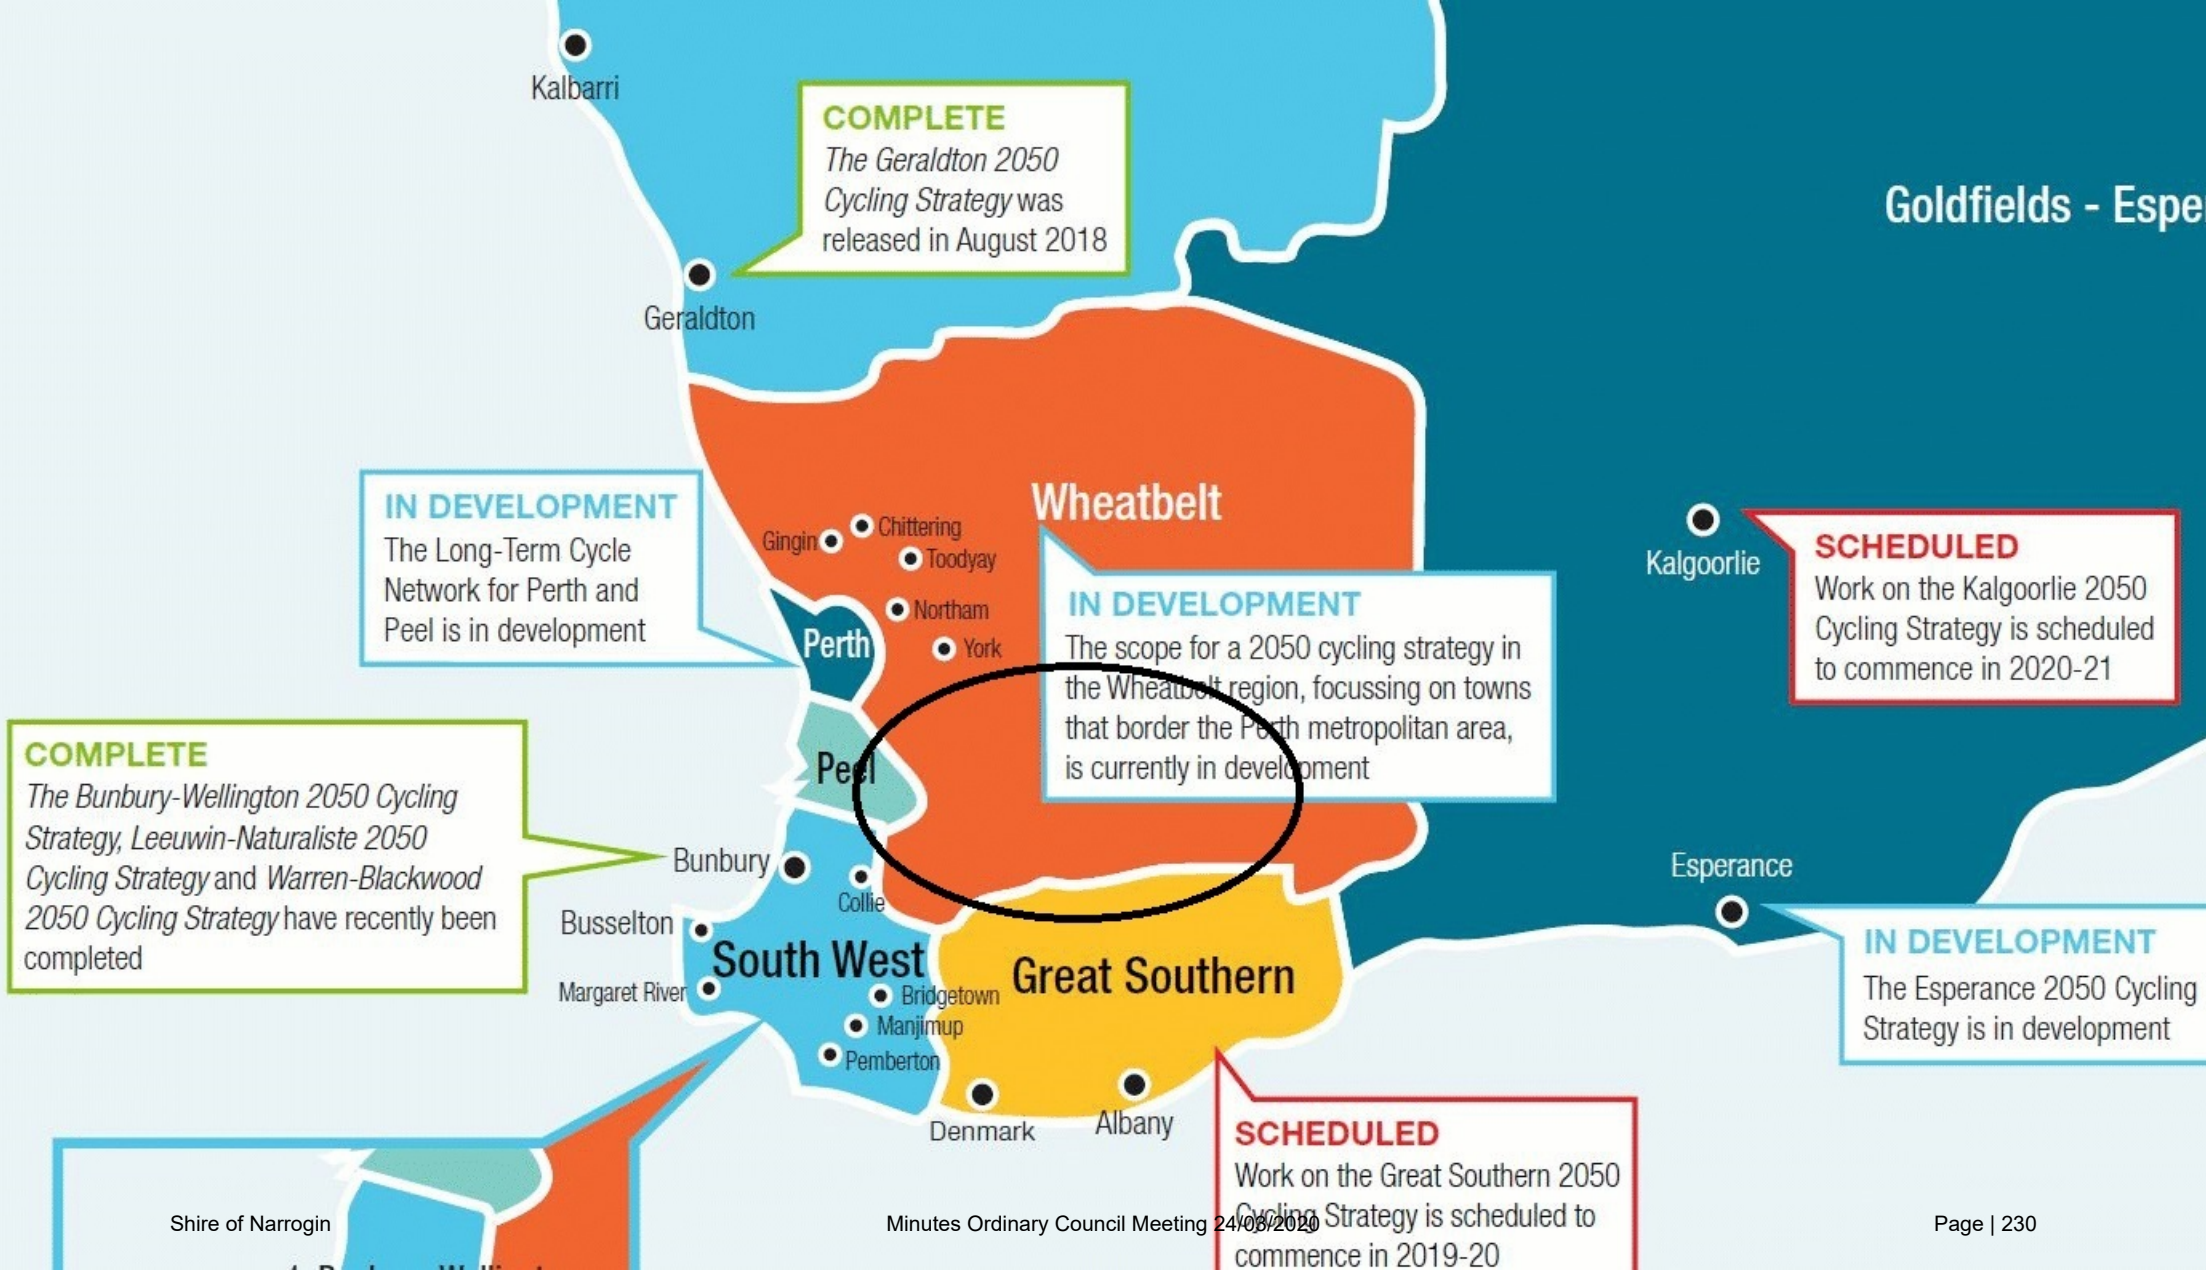 Kalbarri
COMPLETE
The Geraldton 2050
Cycling Strategy was
released in August 2018
Geraldton
Goldfields - Espe
IN DEVELOPMENT
The Long-Term Cycle
Network for Perth and
Peel is in development
Wheatbelt
Gingin
Chittering
Toodyay
Northam
York
Perth
IN DEVELOPMENT
The scope for a 2050 cycling strategy in
the Wheatbelt region, focussing on towns
that border the Perth metropolitan area,
is currently in development
Kalgoorlie
SCHEDULED
Work on the Kalgoorlie 2050
Cycling Strategy is scheduled
to commence in 2020-21
Peel
COMPLETE
The Bunbury-Wellington 2050 Cycling
Strategy, Leeuwin-Naturaliste 2050
Cycling Strategy and Warren-Blackwood
2050 Cycling Strategy have recently been
completed
Bunbury
Collie
Busselton
South West
Margaret River
Bridgetown
Manjimup
Pemberton
Great Southern
Esperance
IN DEVELOPMENT
The Esperance 2050 Cycling
Strategy is in development
Denmark
Albany
SCHEDULED
Work on the Great Southern 2050
Cycling Strategy is scheduled to
commence in 2019-20
Shire of Narrogin
Minutes Ordinary Council Meeting 24/03/2020
Page | 230